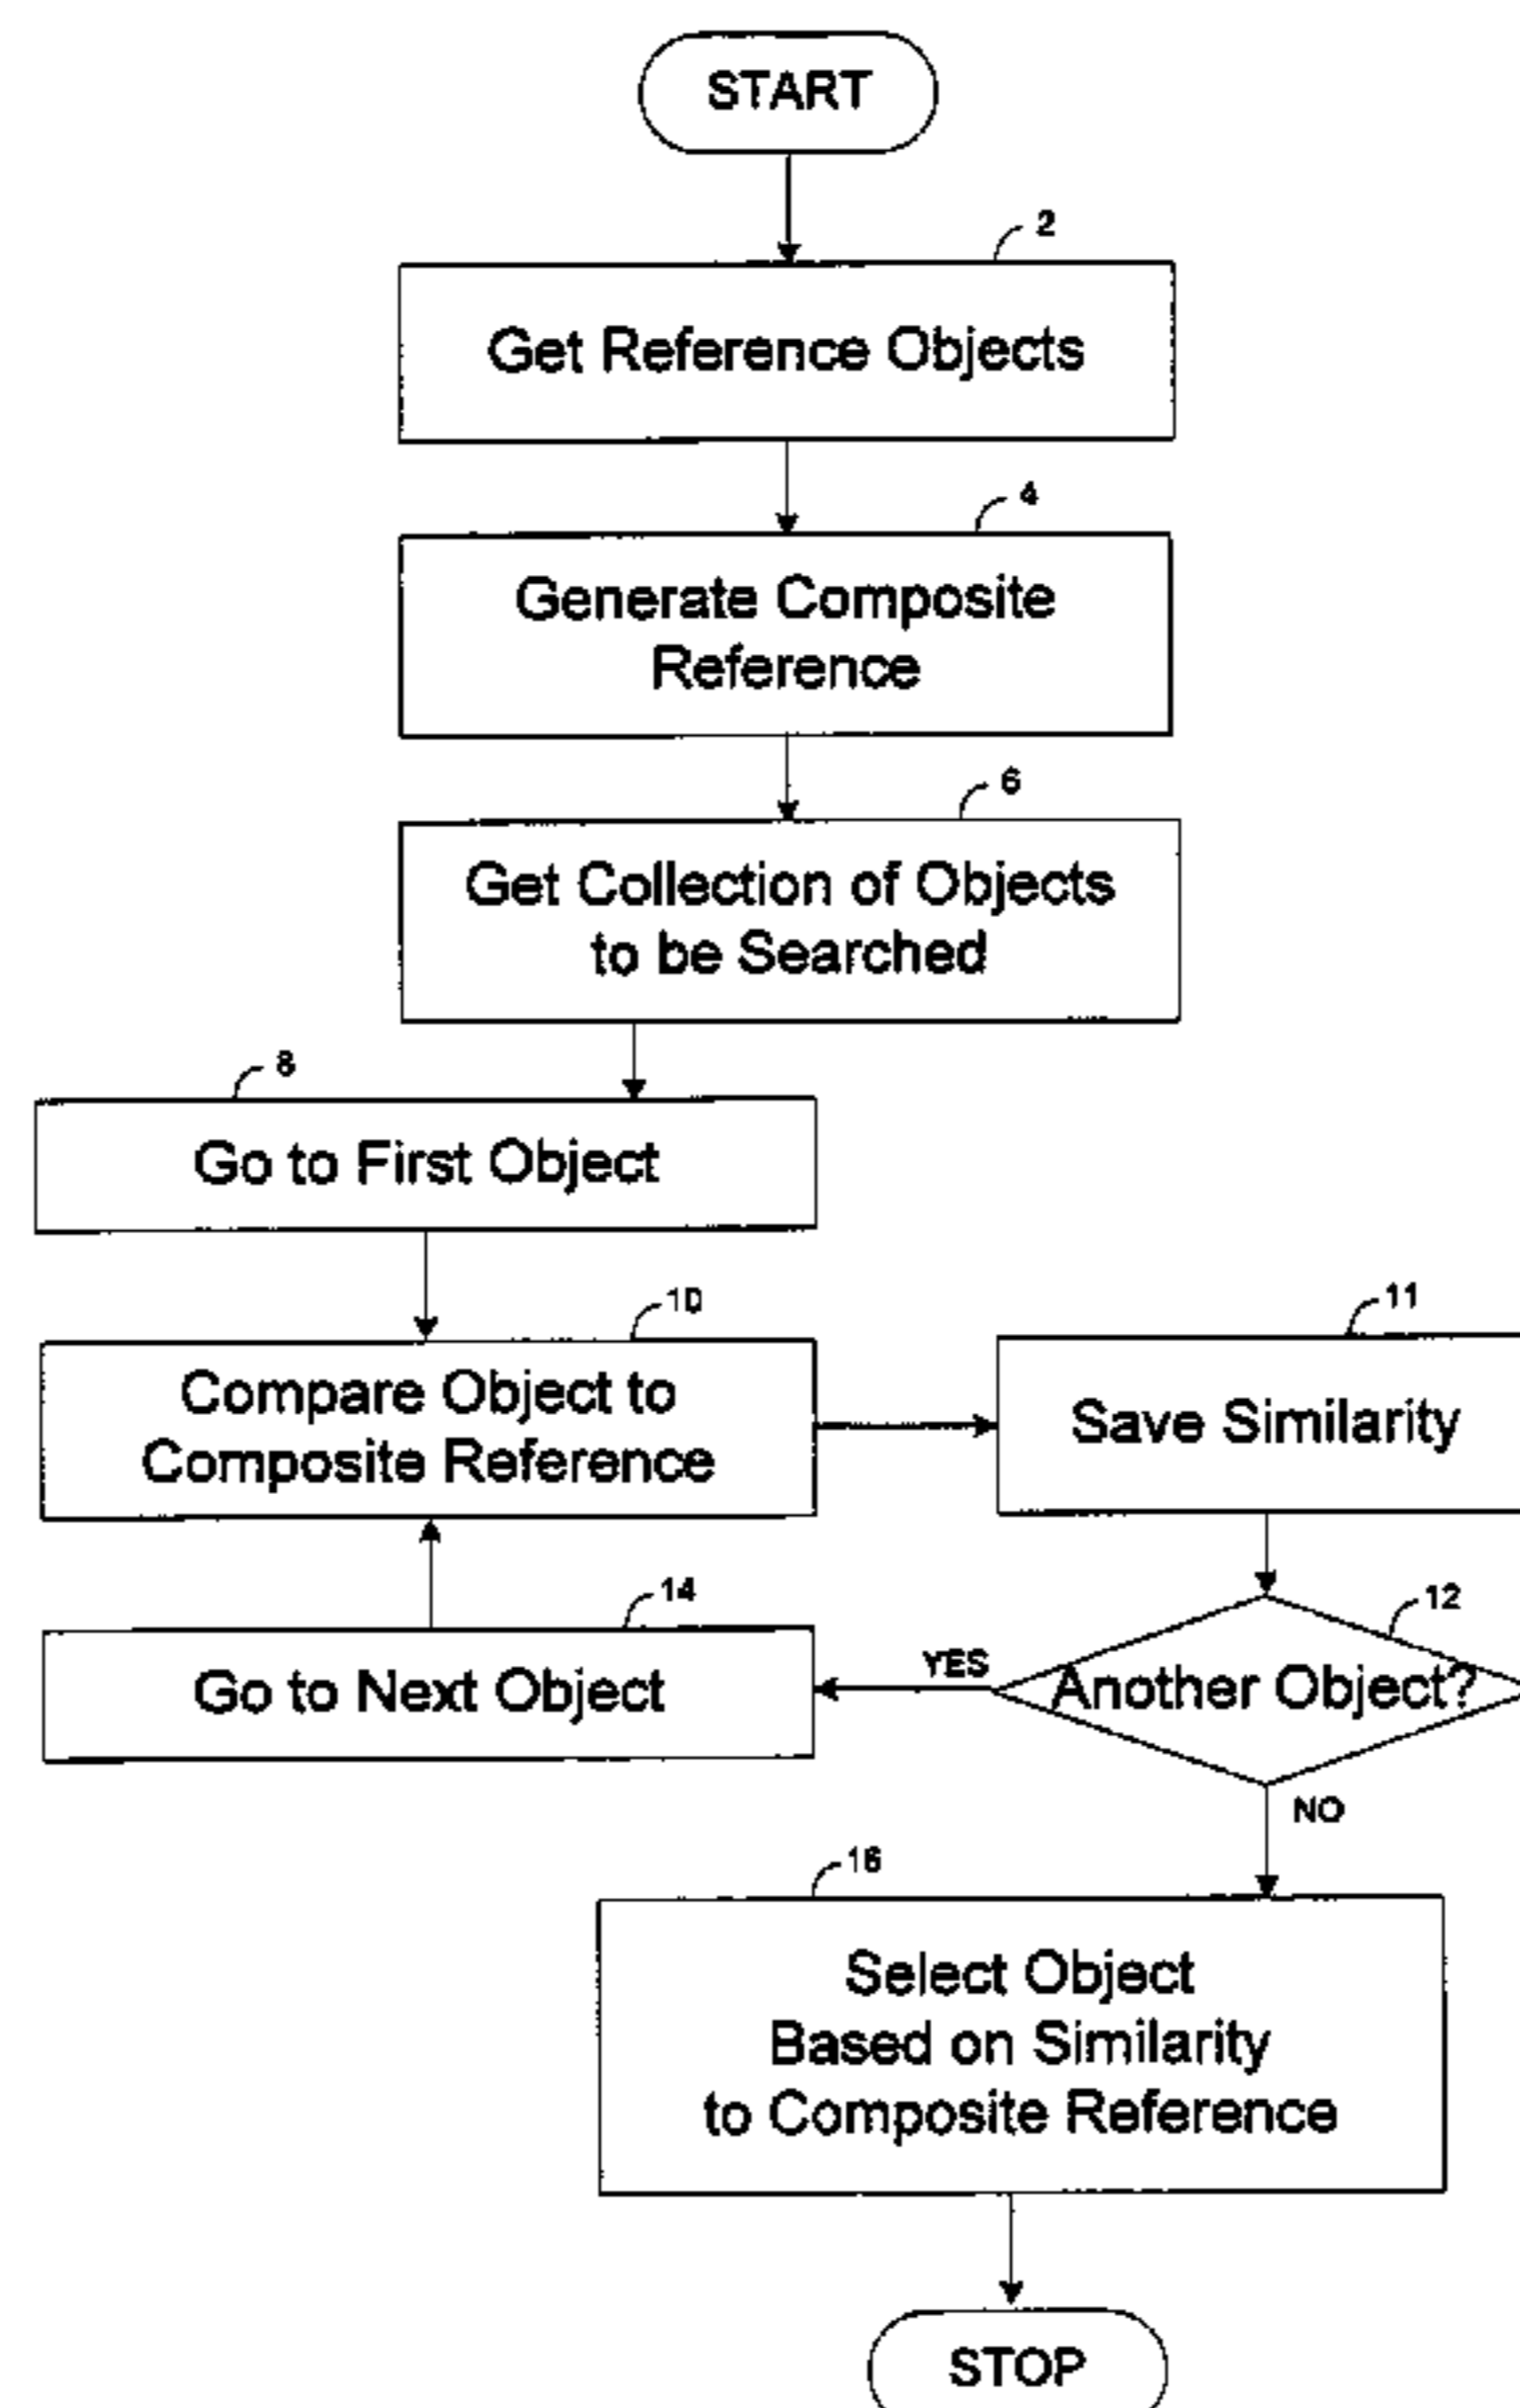 START
2
Get Reference Objects
4
Generate Composite
Reference
6
Get Collection of Objects
to be Searched
8
Go to First Object
10
Compare Object to
Composite Reference
11
Save Similarity
12
Another Object?
YES
14
Go to Next Object
NO
16
Select Object
Based on Similarity
to Composite Reference
STOP